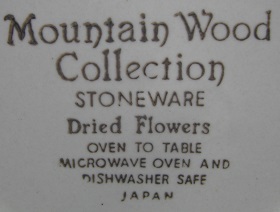 Mountain Wood
Collection
STONEWARE
Dried Flowers
OVEN TO TABLE
MICROWAVE OVEN AND
DISHWASHER SAFE
JAPAN